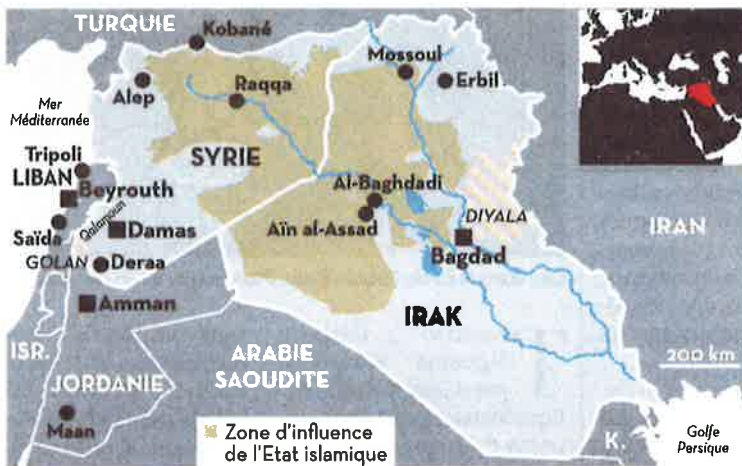 TURQUIE
Kobané
Mossoul
Alep
Raqqa
Erbil
Mer
Méditerranée
SYRIE
Tripoli
LIBAN
Beyrouth
Al-Baghdadi
Qalamoun
DIYALA
IRAN
Saïda
Damas
Aïn al-Assad
GOLAN
Deraa
Bagdad
Amman
IRAK
ISR.
ARABIE
SAOUDITE
200 km
JORDANIE
Maan
Zone d'influence
de l'Etat islamique
K.
Golfe
Persique